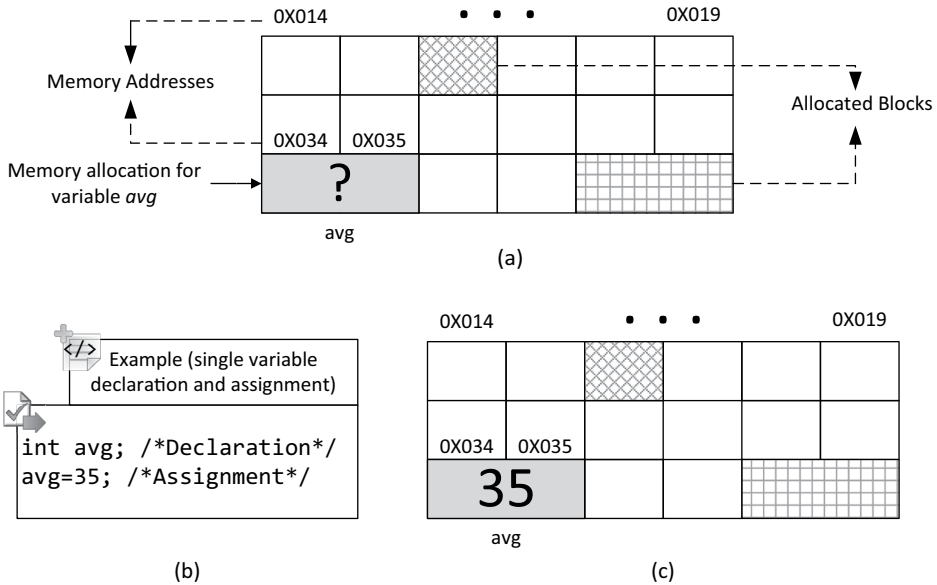 0X014 • • • 0X019
Memory Addresses
Allocated Blocks
0X034 0X035
Memory allocation for
variable avg
?
avg
(a)
</>
Example (single variable
declaration and assignment)
int avg; /*Declaration*/
avg=35; /*Assignment*/
(b)
0X014 • • • 0X019
0X034 0X035
35
avg
(c)